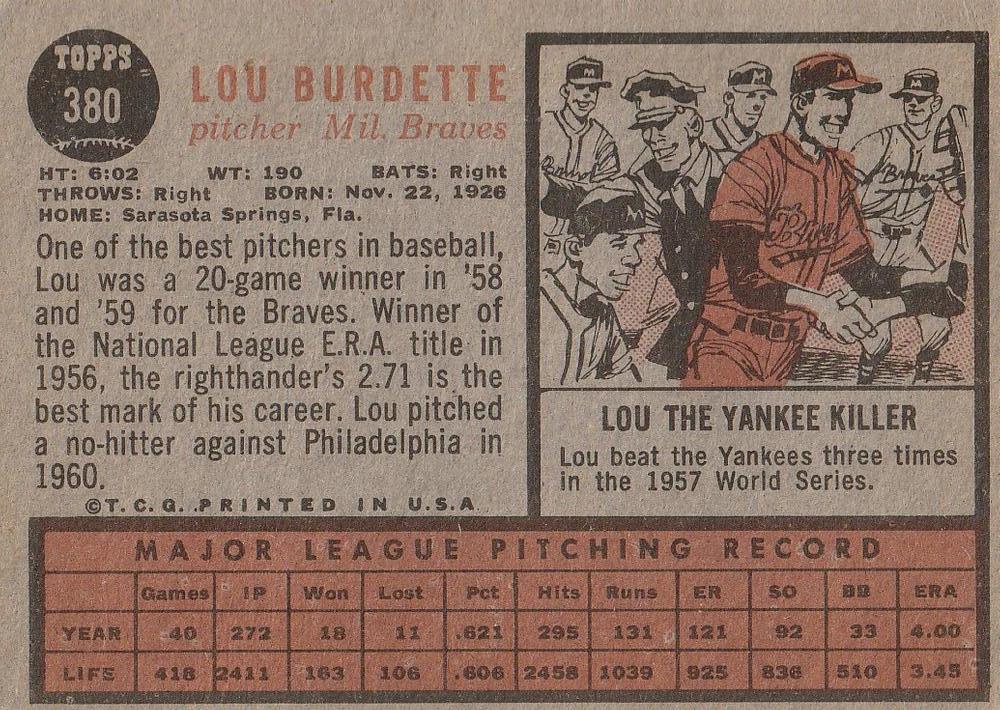 TOPPS
380
LOU BURDETTE
pitcher Mil. Braves
HT: 6:02 WT: 190 BATS: Right
THROWS: Right BORN: Nov. 22, 1926
HOME: Sarasota Springs, Fla.
One of the best pitchers in baseball,
Lou was a 20-game winner in '58
and '59 for the Braves. Winner of
the National League E.R.A. title in
1956, the righthander's 2.71 is the
best mark of his career. Lou pitched
a no-hitter against Philadelphia in
1960.
©T.C.G. PRINTED IN U.S.A.
M
M
M
M
M
Braves
Braves
LOU THE YANKEE KILLER
Lou beat the Yankees three times
in the 1957 World Series.
MAJOR LEAGUE PITCHING RECORD
Games IP Won Lost Pct Hits Runs ER SO BB ERA
YEAR 40 272 18 11 .621 295 131 121 92 33 4.00
LIFE 418 2411 163 106 .606 2458 1039 925 836 510 3.45